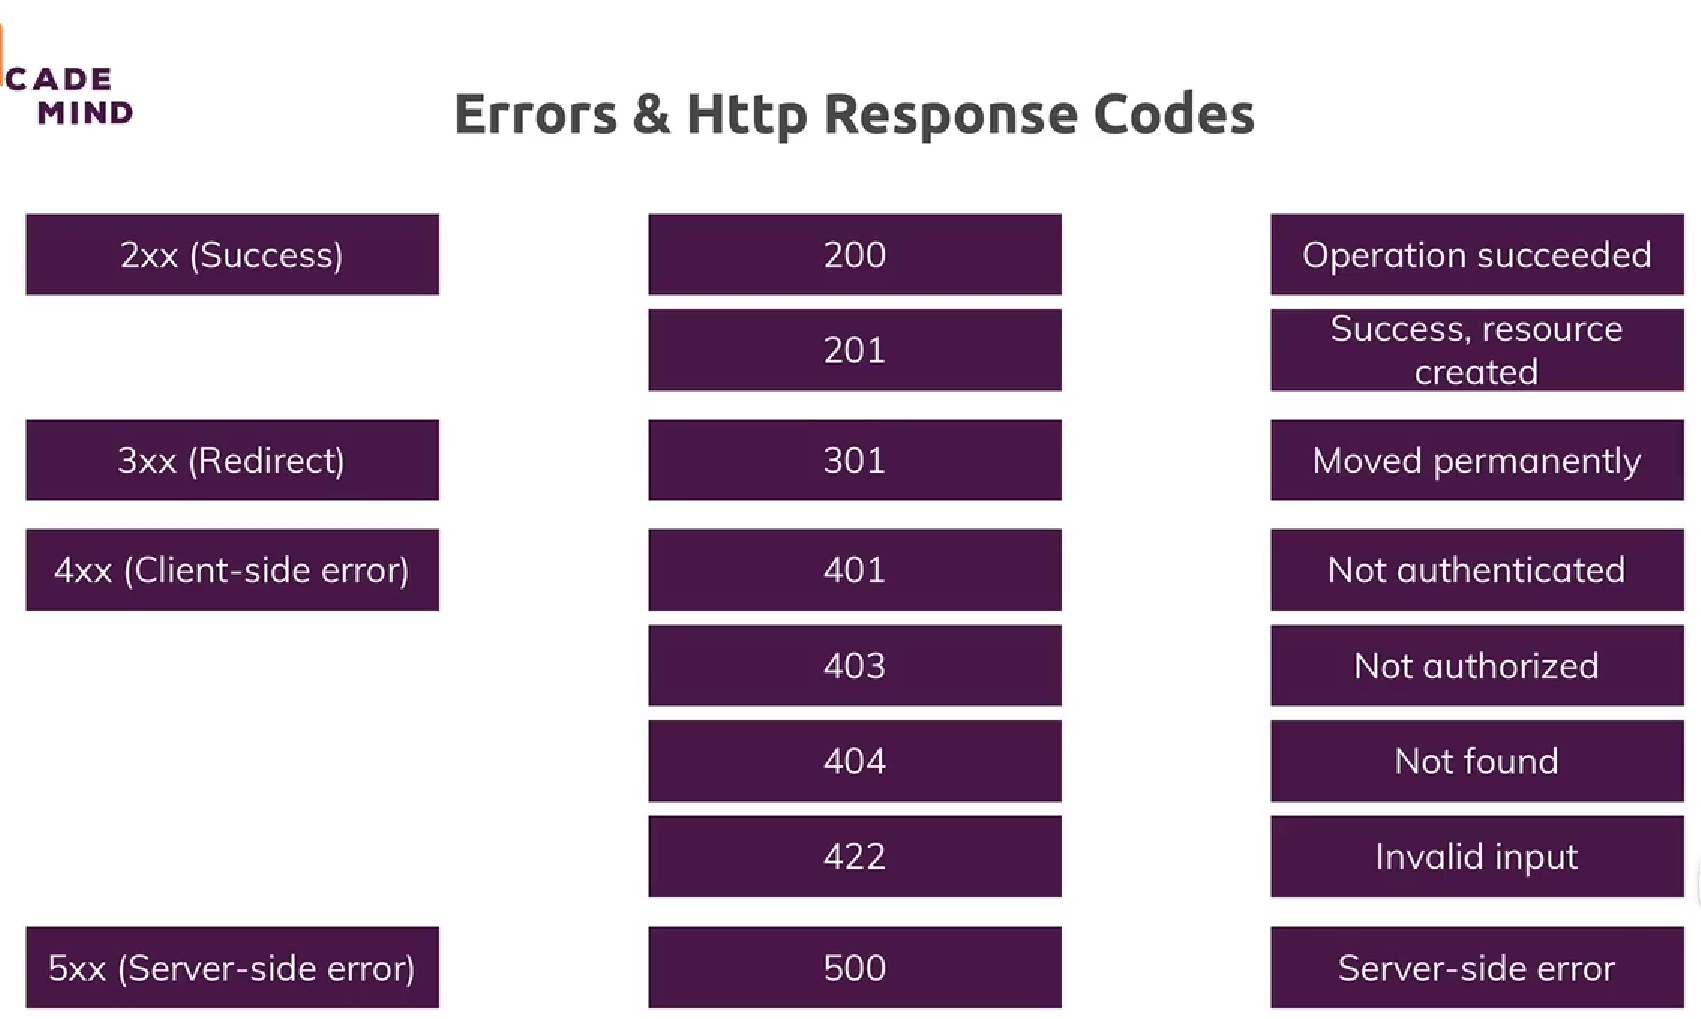 CADE
MIND
Errors & Http Response Codes
2xx (Success)
200
Operation succeeded
201
Success, resource
created
3xx (Redirect)
301
Moved permanently
4xx (Client-side error)
401
Not authenticated
403
Not authorized
404
Not found
422
Invalid input
5xx (Server-side error)
500
Server-side error